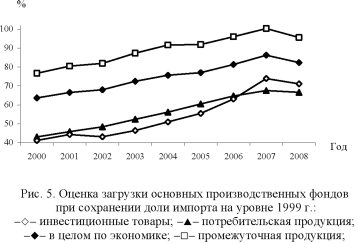 %
100
90
80
70
60
50
40
2000 2001 2002 2003 2004 2005 2006 2007 2008
Год
Рис. 5. Оценка загрузки основных производственных фондов
при сохранении доли импорта на уровне 1999 г.:
–◇– инвестиционные товары; –▲– потребительская продукция;
–◆– в целом по экономике; –□– промежуточная продукция;